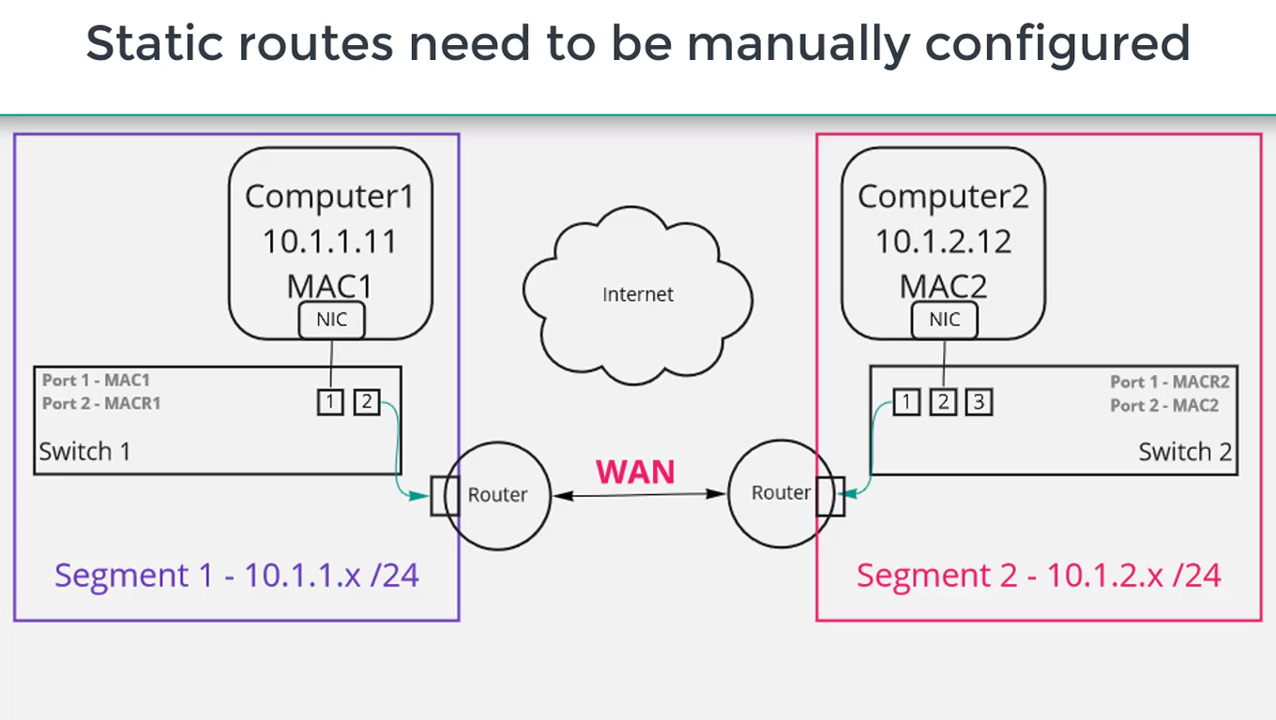 Static routes need to be manually configured
Computer1
10.1.1.11
MAC1
NIC
Port 1 - MAC1
Port 2 - MACR1
1 2
Switch 1
Router
Segment 1 - 10.1.1.x /24
Internet
WAN
Computer2
10.1.2.12
MAC2
NIC
1 2 3
Port 1 - MACR2
Port 2 - MAC2
Switch 2
Router
Segment 2 - 10.1.2.x /24